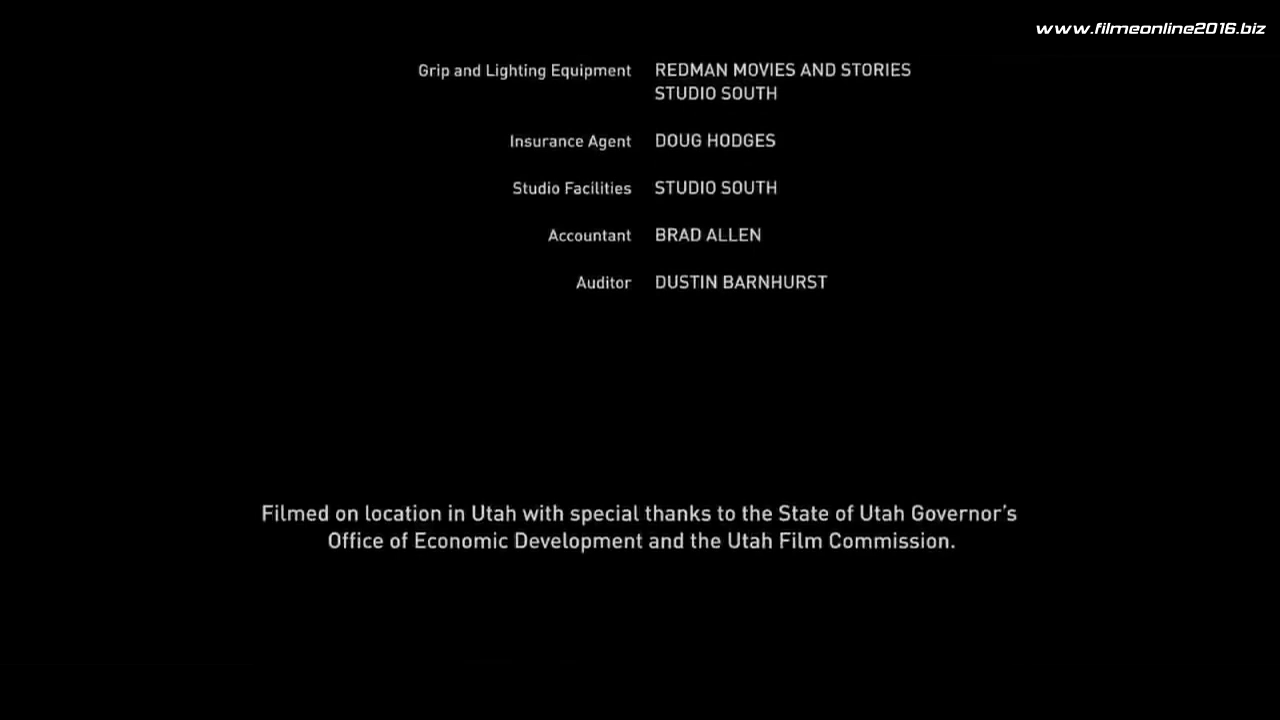 www.filmeonline2016.biz
Grip and Lighting Equipment REDMAN MOVIES AND STORIES
STUDIO SOUTH
Insurance Agent DOUG HODGES
Studio Facilities STUDIO SOUTH
Accountant BRAD ALLEN
Auditor DUSTIN BARNHURST
Filmed on location in Utah with special thanks to the State of Utah Governor's
Office of Economic Development and the Utah Film Commission.